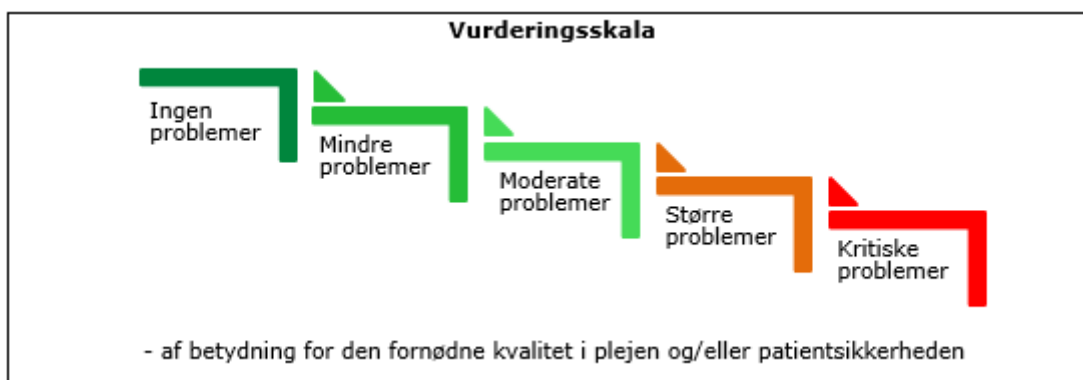 Vurderingsskala
Ingen
problemer
Mindre
problemer
Moderate
problemer
Større
problemer
Kritiske
problemer
- af betydning for den fornødne kvalitet i plejen og/eller patientsikkerheden